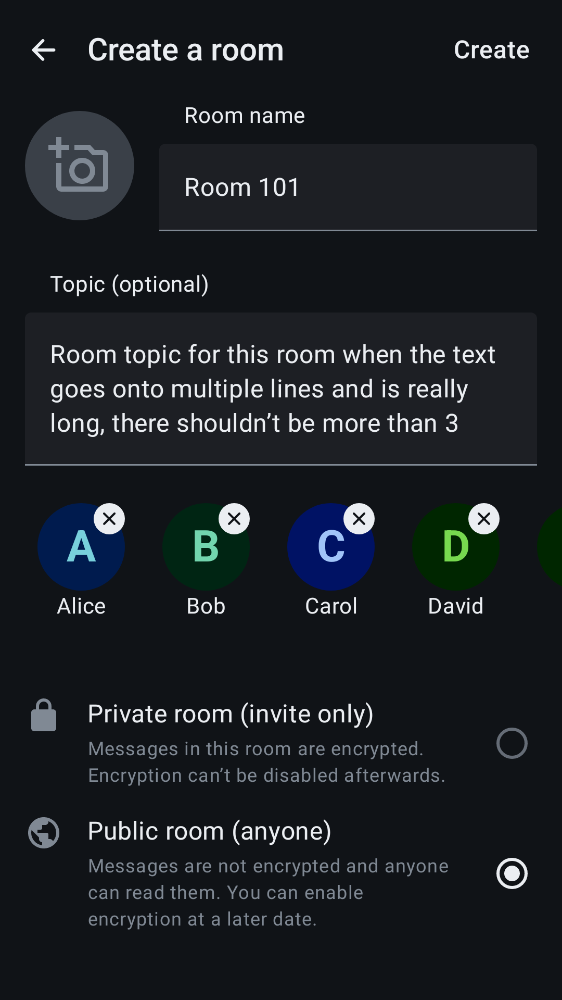 Create a room
Create
Room name
Room 101
Topic (optional)
Room topic for this room when the text
goes onto multiple lines and is really
long, there shouldn’t be more than 3
A
B
C
D
Alice
Bob
Carol
David
Private room (invite only)
Messages in this room are encrypted.
Encryption can’t be disabled afterwards.
Public room (anyone)
Messages are not encrypted and anyone
can read them. You can enable
encryption at a later date.